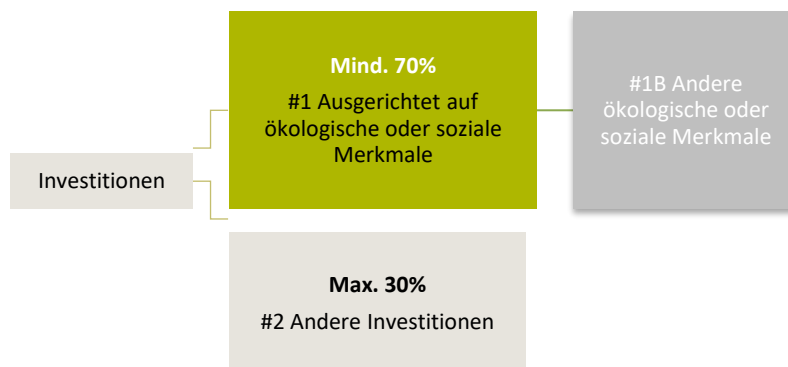 Mind. 70%
#1 Ausgerichtet auf
ökologische oder soziale
Merkmale
#1B Andere
ökologische oder
soziale Merkmale
Investitionen
Max. 30%
#2 Andere Investitionen